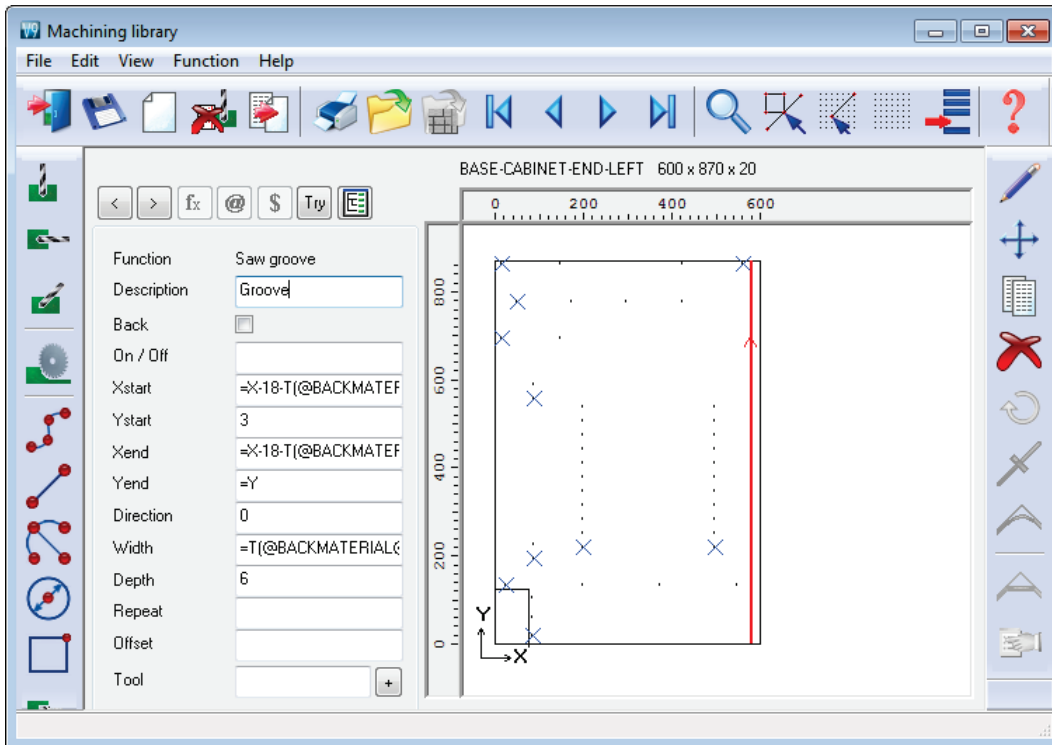 Machining library
File Edit View Function Help
BASE-CABINET-END-LEFT 600 x 870 x 20
< > fx @ $ Try
0 200 400 600
Function Saw groove
Description Groove
Back
On / Off
Xstart =X-18-T(@BACKMATER
Ystart 3
Xend =X-18-T(@BACKMATER
Yend =Y
Direction 0
Width =T(@BACKMATERIAL@
Depth 6
Repeat
Offset
Tool +
800
600
400
200
0
Y
X